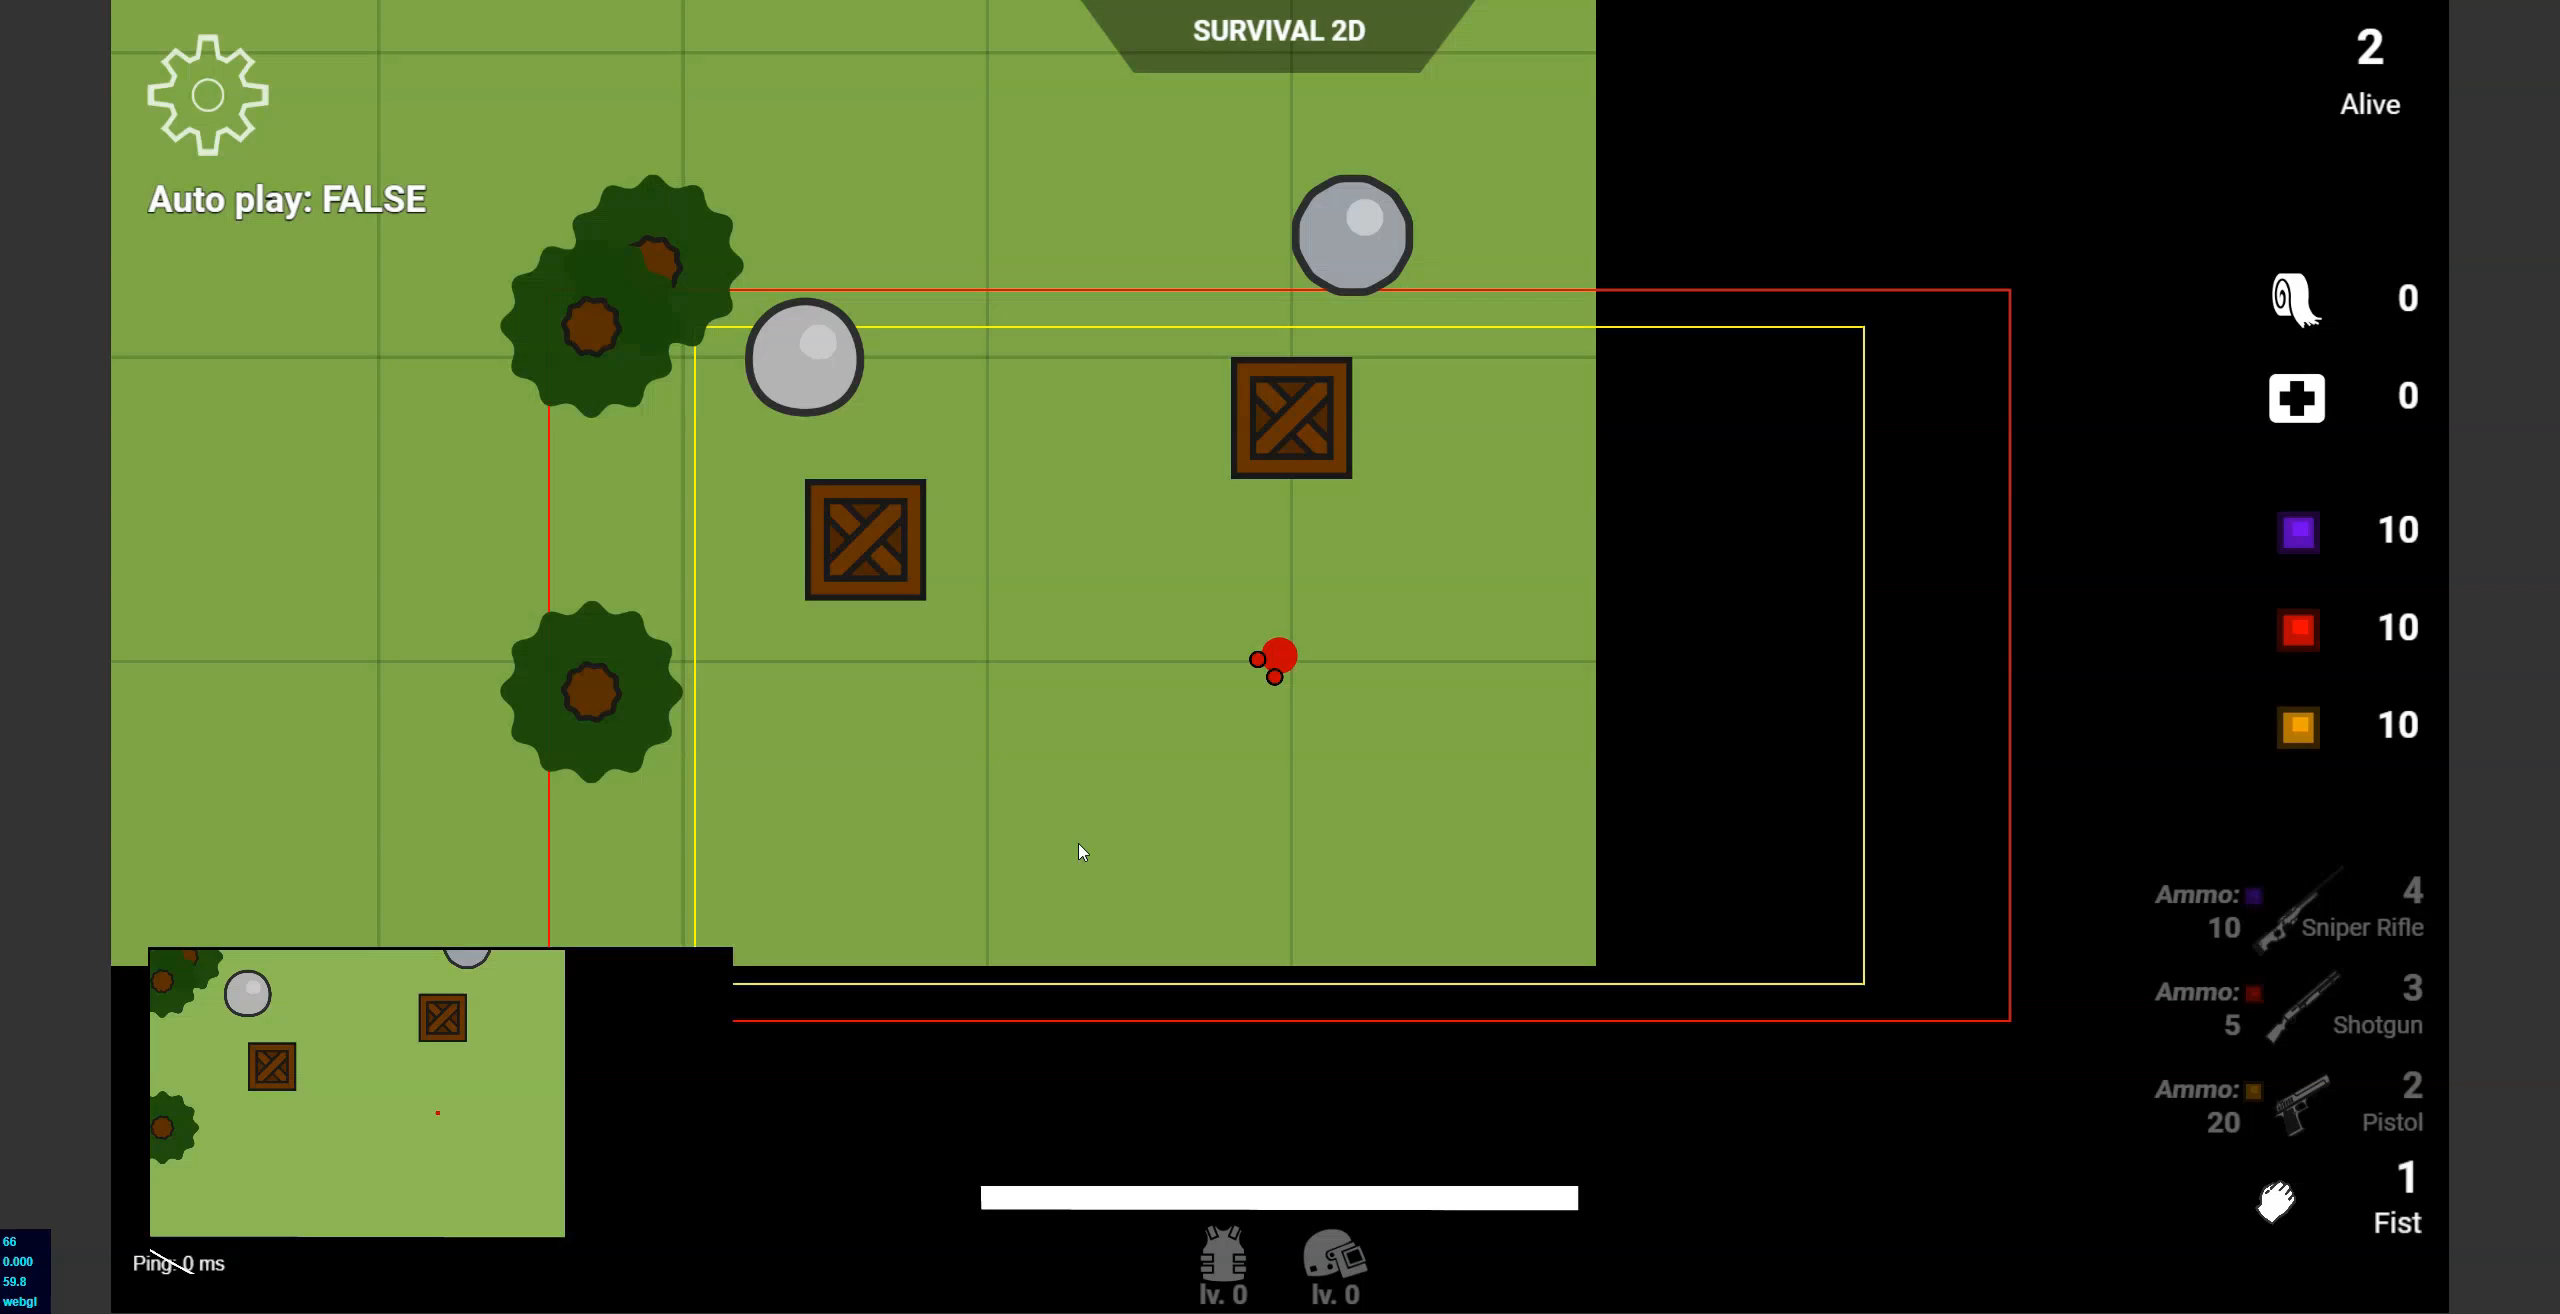 SURVIVAL 2D
2
Alive
Auto play: FALSE
0
0
10
10
10
Ammo: 4
10 Sniper Rifle
Ammo: 3
5 Shotgun
Ammo: 2
20 Pistol
1
Fist
Ping: 0 ms
lv. 0 lv. 0
66
0.000
59.8
webgl